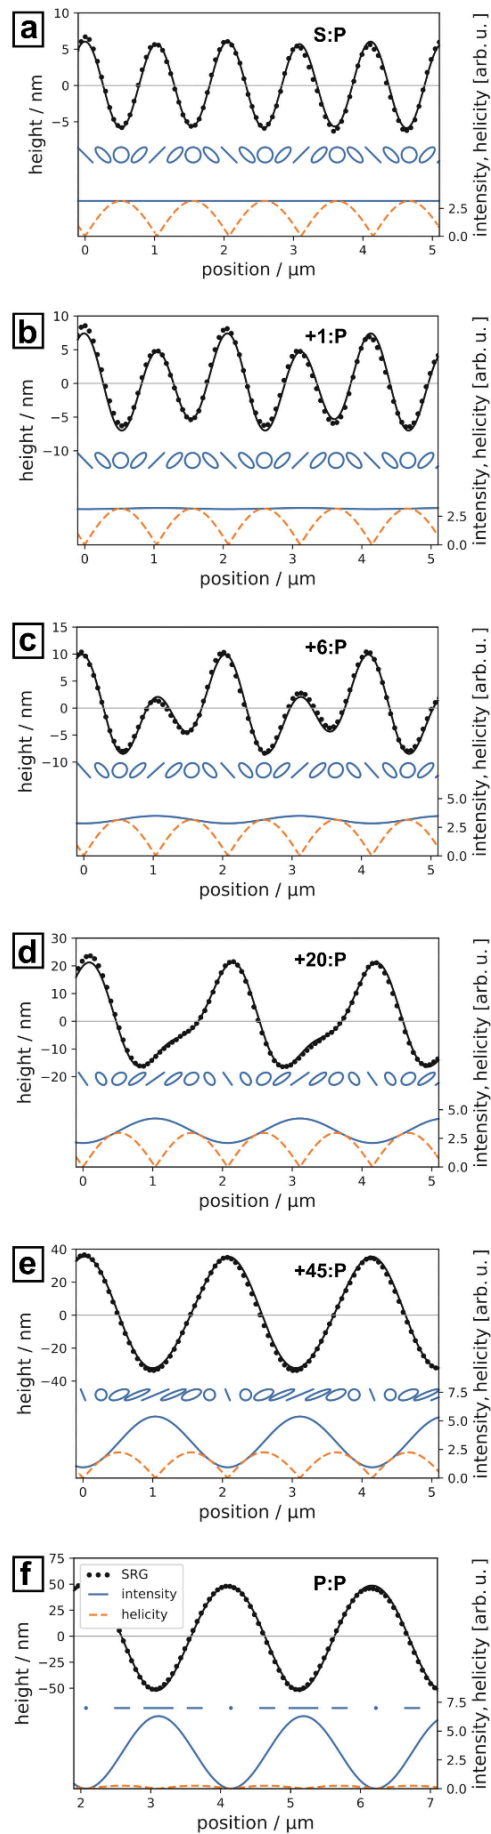 a
S:P
10
5
0
−5
height / nm
2.5
0.0
intensity, helicity [arb. u. ]
0 1 2 3 4 5
position / μm
b
+1:P
10
5
0
−5
−10
height / nm
2.5
0.0
intensity, helicity [arb. u. ]
0 1 2 3 4 5
position / μm
c
+6:P
15
10
5
0
−5
−10
height / nm
5.0
2.5
0.0
intensity, helicity [arb. u. ]
0 1 2 3 4 5
position / μm
d
+20:P
30
20
10
0
−10
−20
height / nm
5.0
2.5
0.0
intensity, helicity [arb. u. ]
0 1 2 3 4 5
position / μm
e
+45:P
40
20
0
−20
−40
height / nm
7.5
5.0
2.5
0.0
intensity, helicity [arb. u. ]
0 1 2 3 4 5
position / μm
f
P:P
SRG
intensity
helicity
75
50
25
0
−25
−50
height / nm
7.5
5.0
2.5
0.0
intensity, helicity [arb. u. ]
2 3 4 5 6 7
position / μm